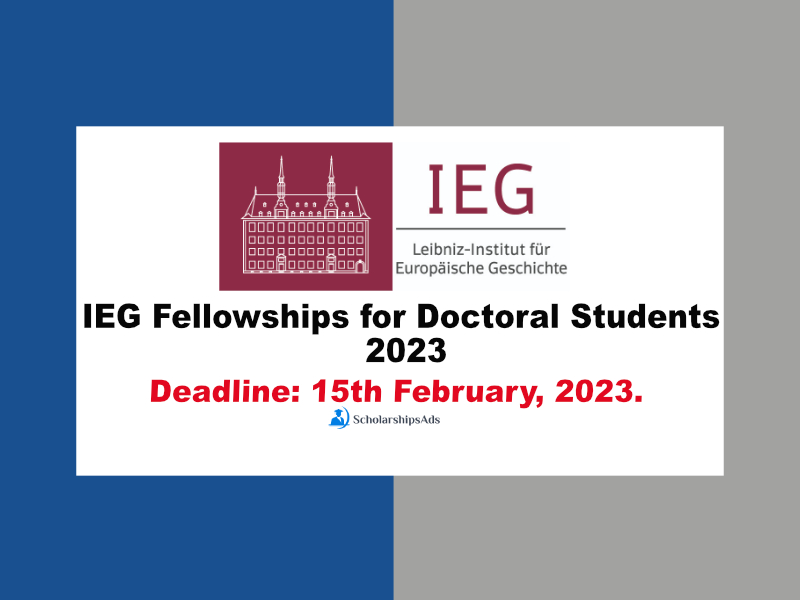 IEG
Leibniz-Institut für
Europäische Geschichte
IEG Fellowships for Doctoral Students
2023
Deadline: 15th February, 2023.
ScholarshipsAds